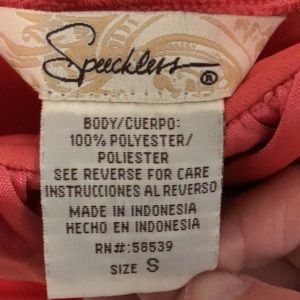 Speechless ®
BODY/CUERPO:
100% POLYESTER/
POLIESTER
SEE REVERSE FOR CARE
INSTRUCCIONES AL REVERSO
MADE IN INDONESIA
HECHO EN INDONESIA
RN#:58539
SIZE S